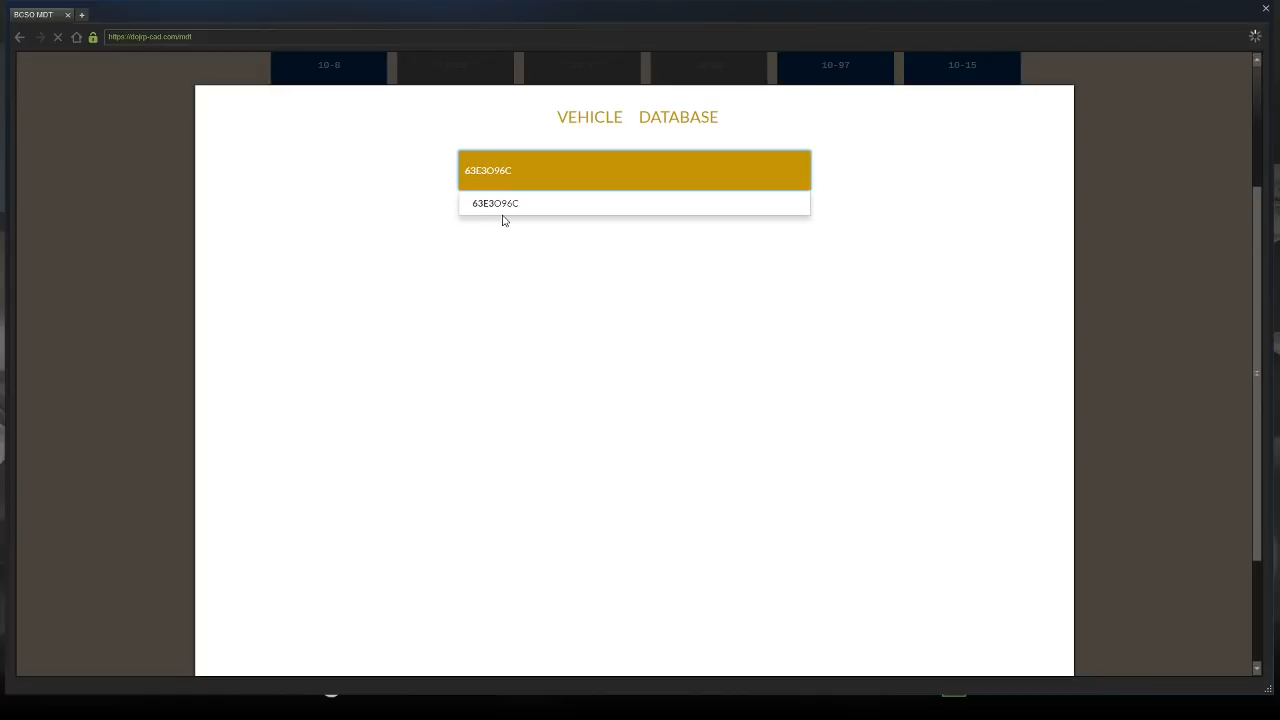 BCSO MDT
https://dojrp-cad.com/mdt
10-8
10-97
10-15
VEHICLE DATABASE
63E3O96C
63E3O96C